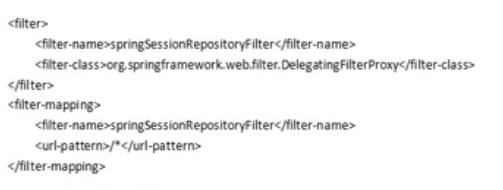 <filter>
<filter-name>springSessionRepositoryFilter</filter-name>
<filter-class>org.springframework.web.filter.DelegatingFilterProxy</filter-class>
</filter>
<filter-mapping>
<filter-name>springSessionRepositoryFilter</filter-name>
<url-pattern>/*</url-pattern>
</filter-mapping>